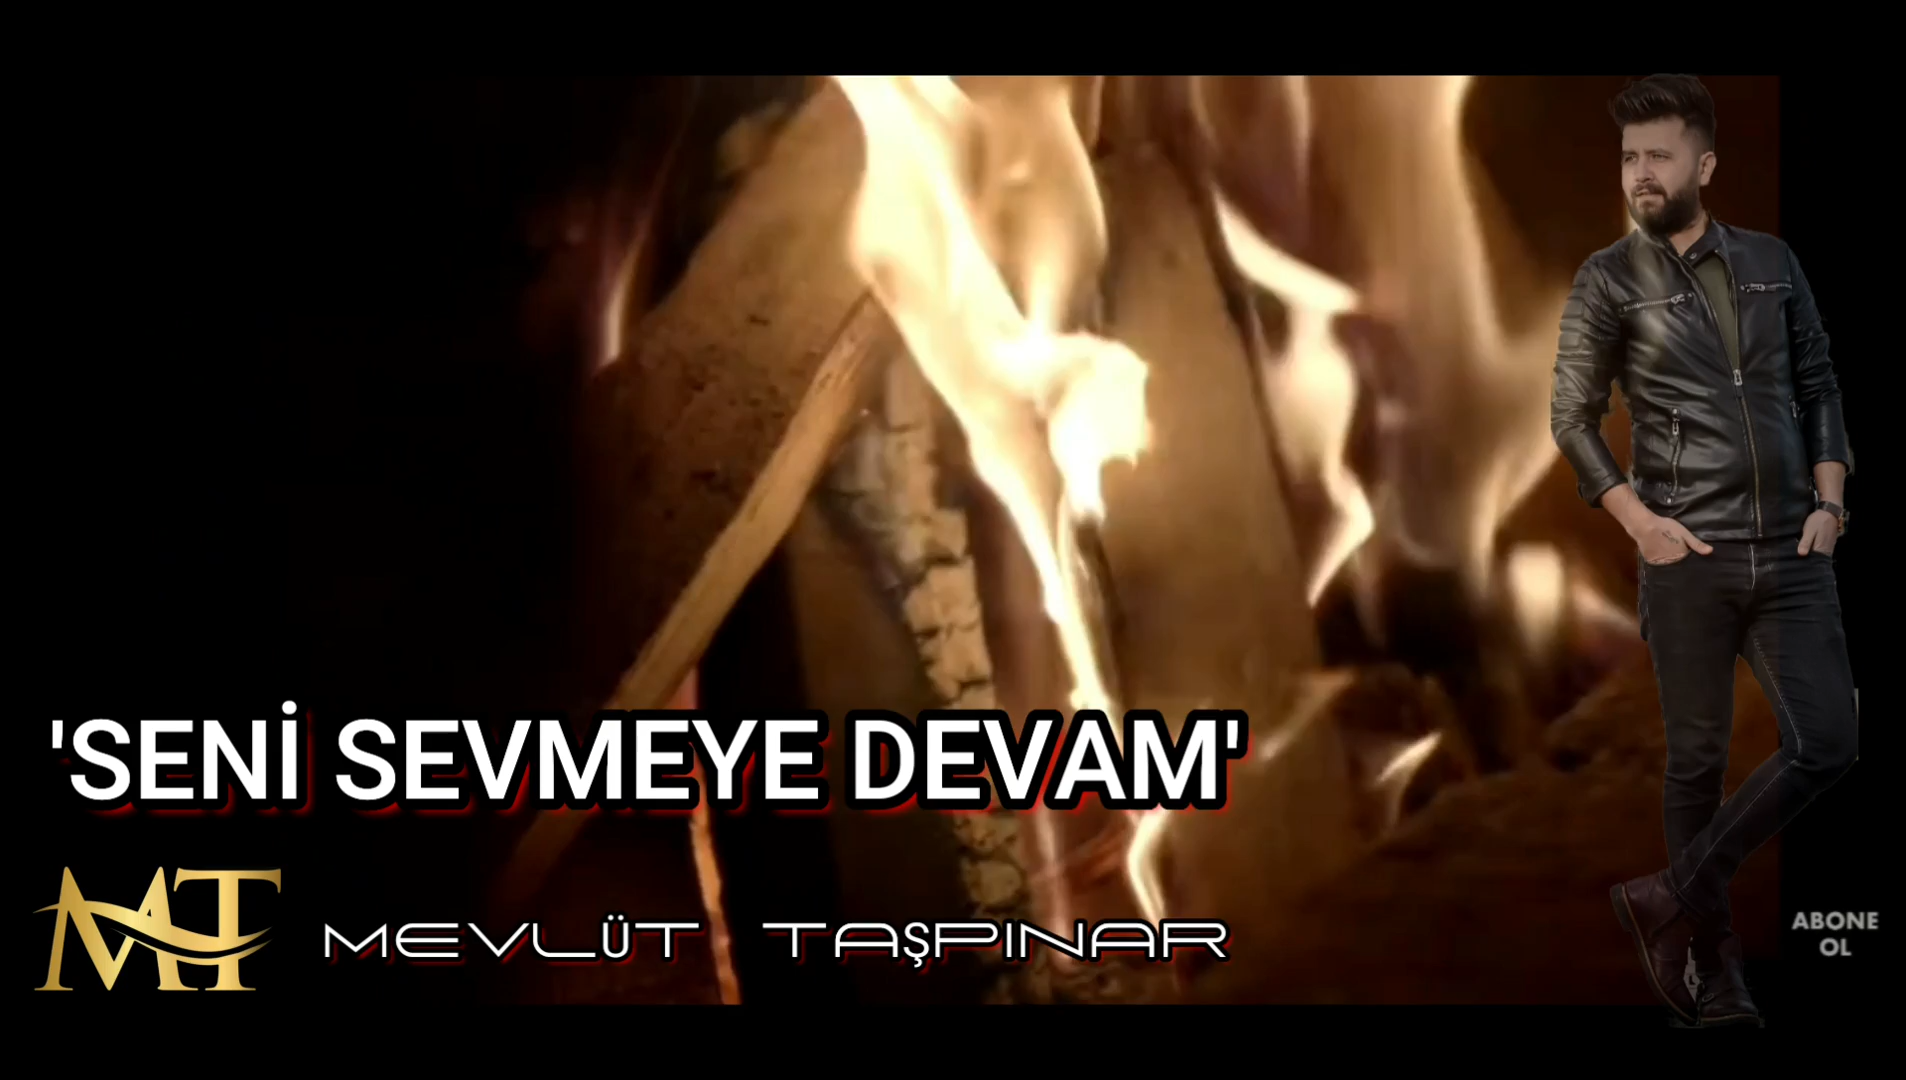 'SENİ SEVMEYE DEVAM'
MT
MEVLÜT TAŞPINAR
ABONE
OL